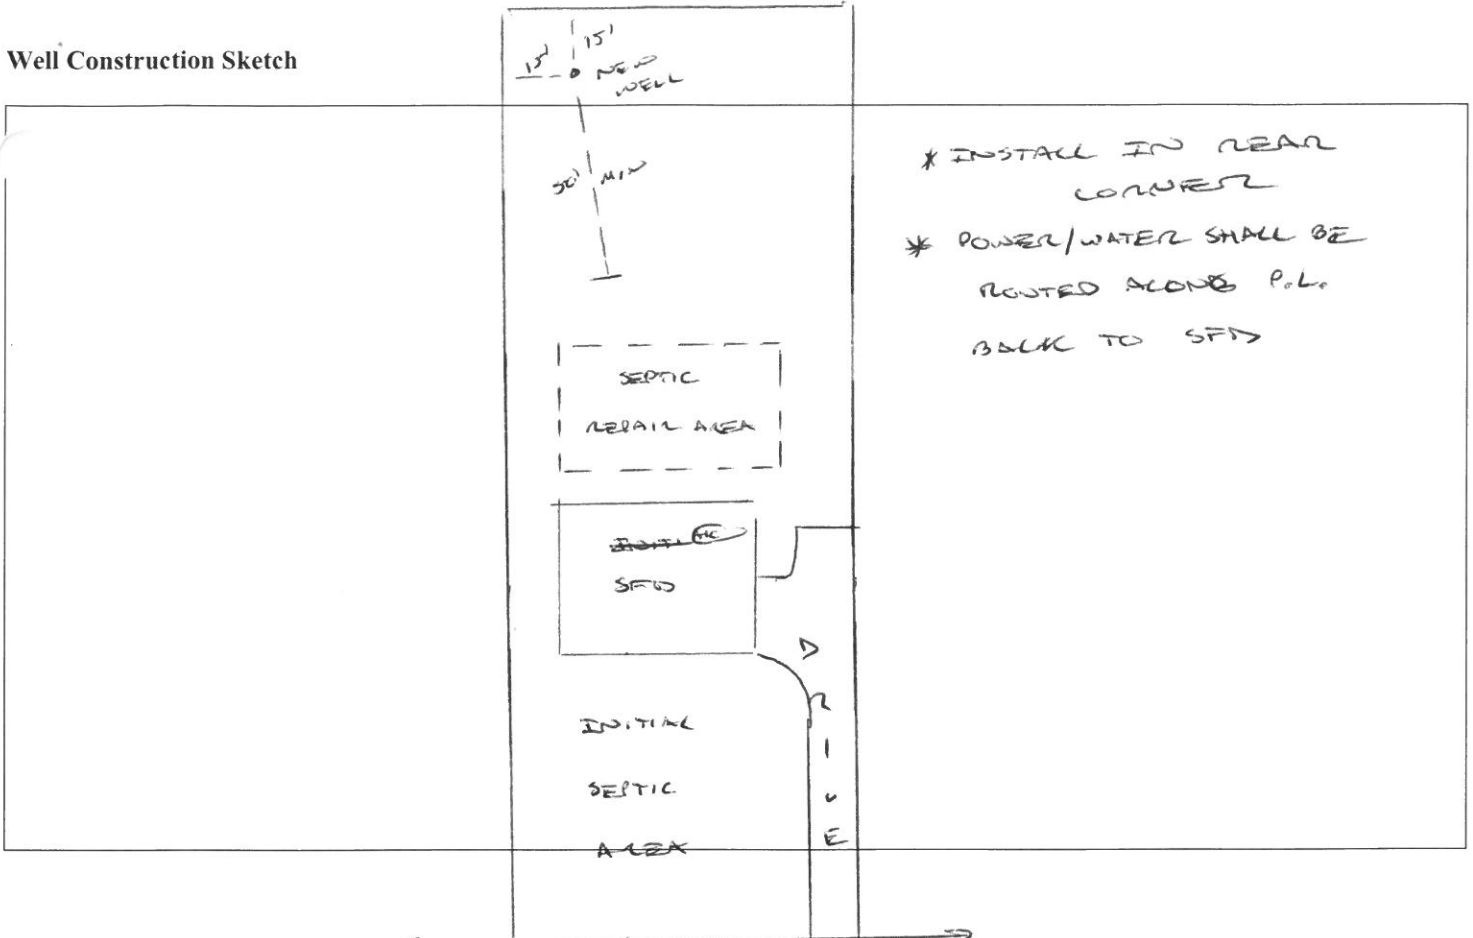 Well Construction Sketch
15'
15'
NEW
WELL
50' MIN
* INSTALL IN REAR
CORNER
* POWER/WATER SHALL BE
ROUTED ALONG P.L.
BACK TO SFD
SEPTIC
REPAIR AREA
SFD
DRIVE
INITIAL
SEPTIC
AREA